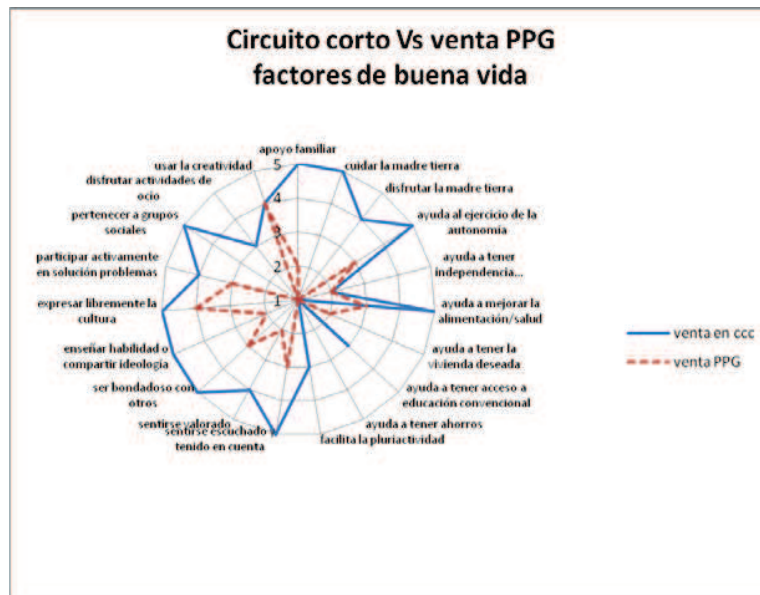 Circuito corto Vs venta PPG
factores de buena vida
apoyo familiar
cuidar la madre tierra
disfrutar la madre tierra
ayuda al ejercicio de la
autonomía
ayuda a tener
independencia...
ayuda a mejorar la
alimentación/salud
ayuda a tener la
vivienda deseada
ayuda a tener acceso a
educación convencional
ayuda a tener ahorros
facilita la pluriactividad
sentirse escuchado y
tenido en cuenta
sentirse valorado
ser bondadoso con
otros
enseñar habilidad o
compartir ideología
expresar libremente la
cultura
participar activamente
en solución problemas
pertenecer a grupos
sociales
disfrutar actividades de
ocio
usar la creatividad
5
4
3
2
1
venta en ccc
venta PPG